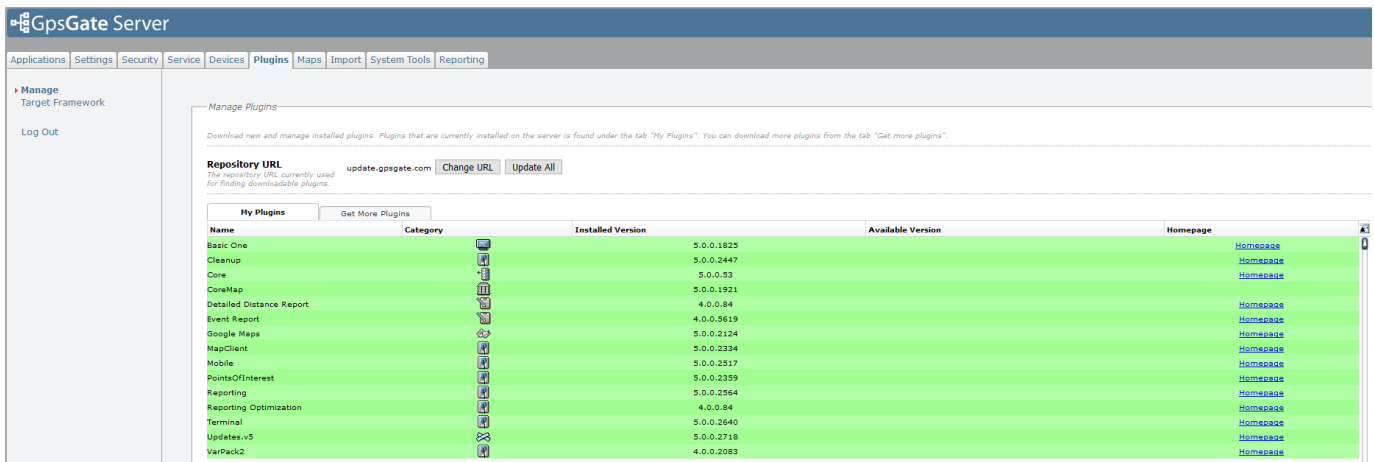 GpsGate Server
Applications Settings Security Service Devices Plugins Maps Import System Tools Reporting
Manage
Target Framework
Log Out
Manage Plugins
Download new and manage installed plugins. Plugins that are currently installed on the server is found under the tab "My Plugins". You can download more plugins from the tab "Get more plugins".
Repository URL
The repository URL currently used
for finding downloadable plugins.
update.gpsgate.com Change URL Update All
My Plugins Get More Plugins
Name Category Installed Version Available Version Homepage
Basic One 5.0.0.1825 Homepage
Cleanup 5.0.0.2447 Homepage
Core 5.0.0.53 Homepage
CoreMap 5.0.0.1921
Detailed Distance Report 4.0.0.84 Homepage
Event Report 4.0.0.5619 Homepage
Google Maps 5.0.0.2124 Homepage
MapClient 5.0.0.2334 Homepage
Mobile 5.0.0.2517 Homepage
PointsOfInterest 5.0.0.2359 Homepage
Reporting 5.0.0.2564 Homepage
Reporting Optimization 4.0.0.84 Homepage
Terminal 5.0.0.2640 Homepage
Updates.v5 5.0.0.2718 Homepage
VarPack2 4.0.0.2083 Homepage